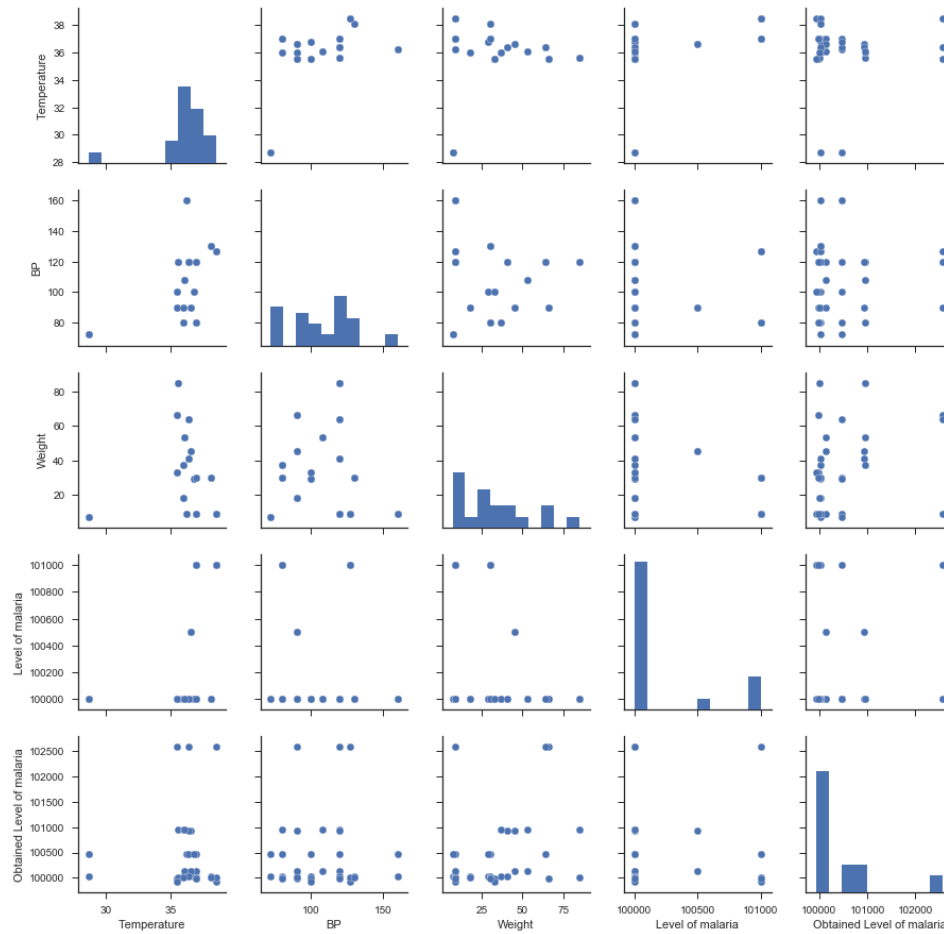 38
36
34
32
30
28
Temperature
160
140
120
100
80
BP
80
60
40
20
Weight
101000
100800
100600
100400
100200
100000
Level of malaria
102500
102000
101500
101000
100500
100000
Obtained Level of malaria
30 35
Temperature
100 150
BP
25 50 75
Weight
100000 100500 101000
Level of malaria
100000 101000 102000
Obtained Level of malaria